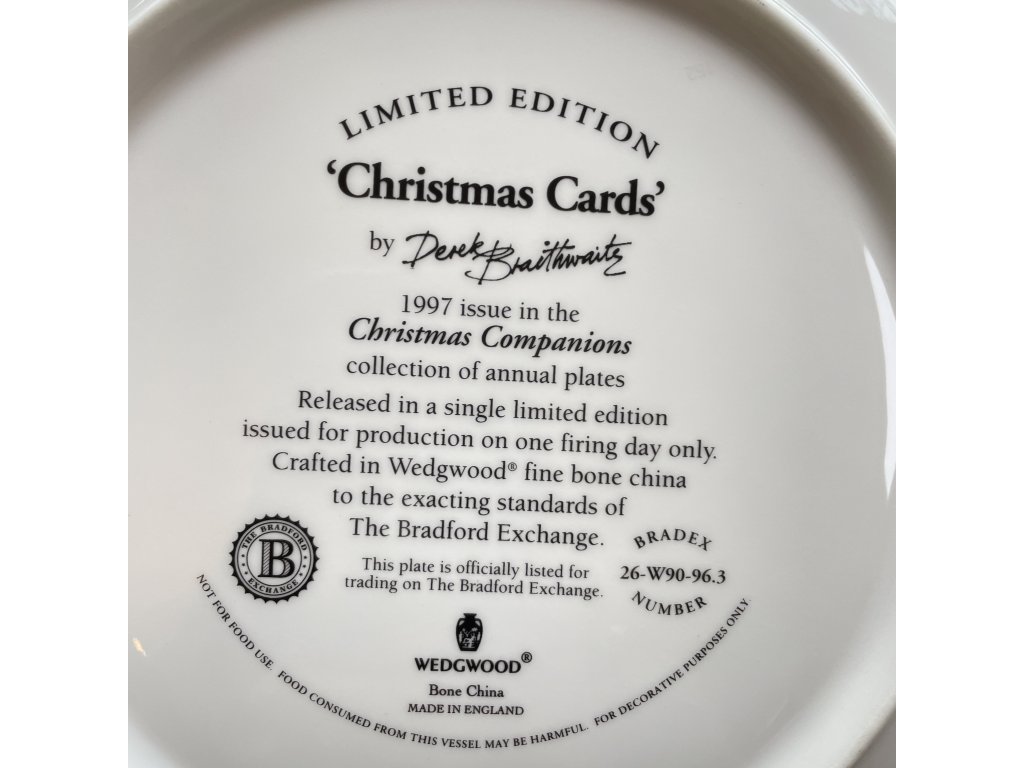 LIMITED EDITION
‘Christmas Cards’
by Derek Braithwaite
1997 issue in the
Christmas Companions
collection of annual plates
Released in a single limited edition
issued for production on one firing day only.
Crafted in Wedgwood® fine bone china
to the exacting standards of
The Bradford Exchange.
THE BRADFORD
B
EXCHANGE
This plate is officially listed for
trading on The Bradford Exchange.
BRADEX
26-W90-96.3
NUMBER
WEDGWOOD®
Bone China
MADE IN ENGLAND
NOT FOR FOOD USE. FOOD CONSUMED FROM THIS VESSEL MAY BE HARMFUL. FOR DECORATIVE PURPOSES ONLY.